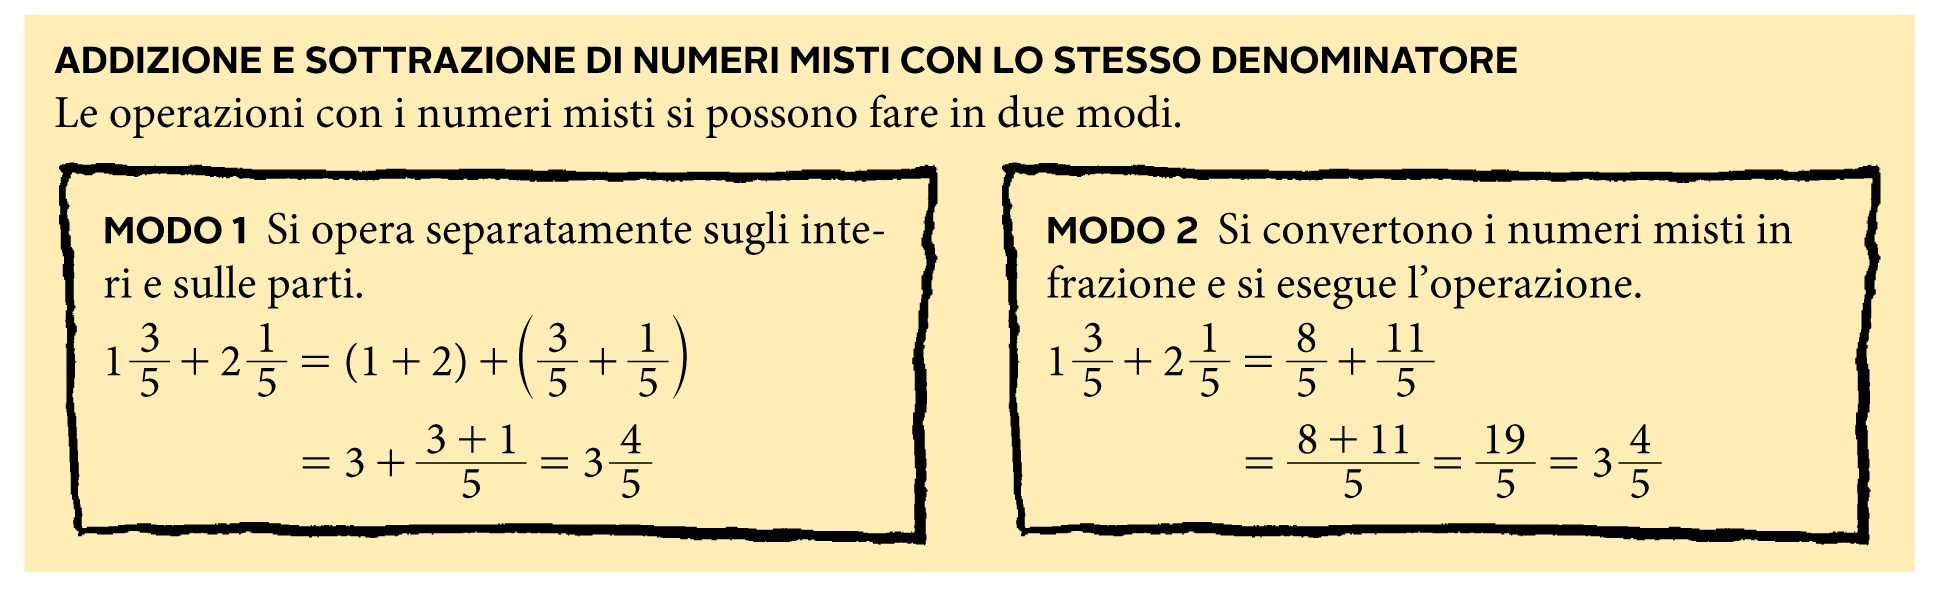 ADDIZIONE E SOTTRAZIONE DI NUMERI MISTI CON LO STESSO DENOMINATORE
Le operazioni con i numeri misti si possono fare in due modi.
MODO 1 Si opera separatamente sugli inte-
ri e sulle parti.
1 3/5 + 2 1/5 = (1 + 2) + (3/5 + 1/5)
= 3 + (3 + 1)/5 = 3 4/5
MODO 2 Si convertono i numeri misti in
frazione e si esegue l’operazione.
1 3/5 + 2 1/5 = 8/5 + 11/5
= (8 + 11)/5 = 19/5 = 3 4/5